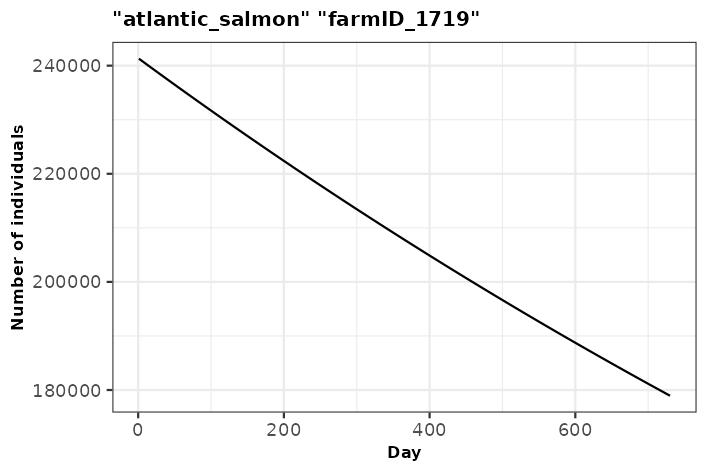 "atlantic_salmon" "farmID_1719"
Number of individuals
240000
220000
200000
180000
0 200 400 600
Day